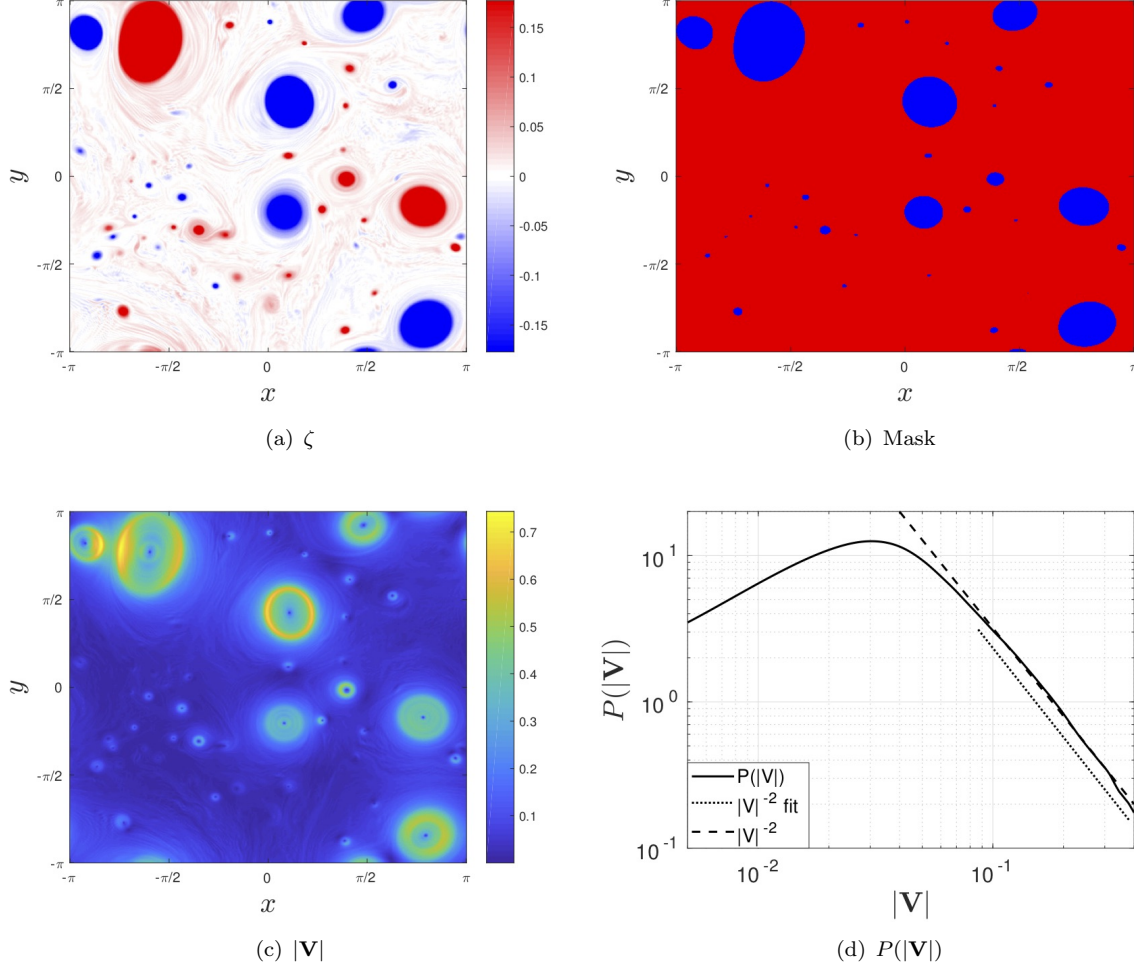 π
π/2
0
-π/2
-π
y
-π
-π/2
0
π/2
π
x
0.15
0.1
0.05
0
-0.05
-0.1
-0.15
(a) ζ
π
π/2
0
-π/2
-π
y
-π
-π/2
0
π/2
π
x
(b) Mask
π
π/2
0
-π/2
-π
y
-π
-π/2
0
π/2
π
x
0.7
0.6
0.5
0.4
0.3
0.2
0.1
(c) |V|
10^1
10^0
10^-1
P(|V|)
P(|V|)
|V|^-2 fit
|V|^-2
10^-2
10^-1
|V|
(d) P(|V|)